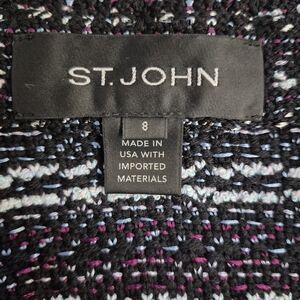 ST. JOHN
8
MADE IN
USA WITH
IMPORTED
MATERIALS